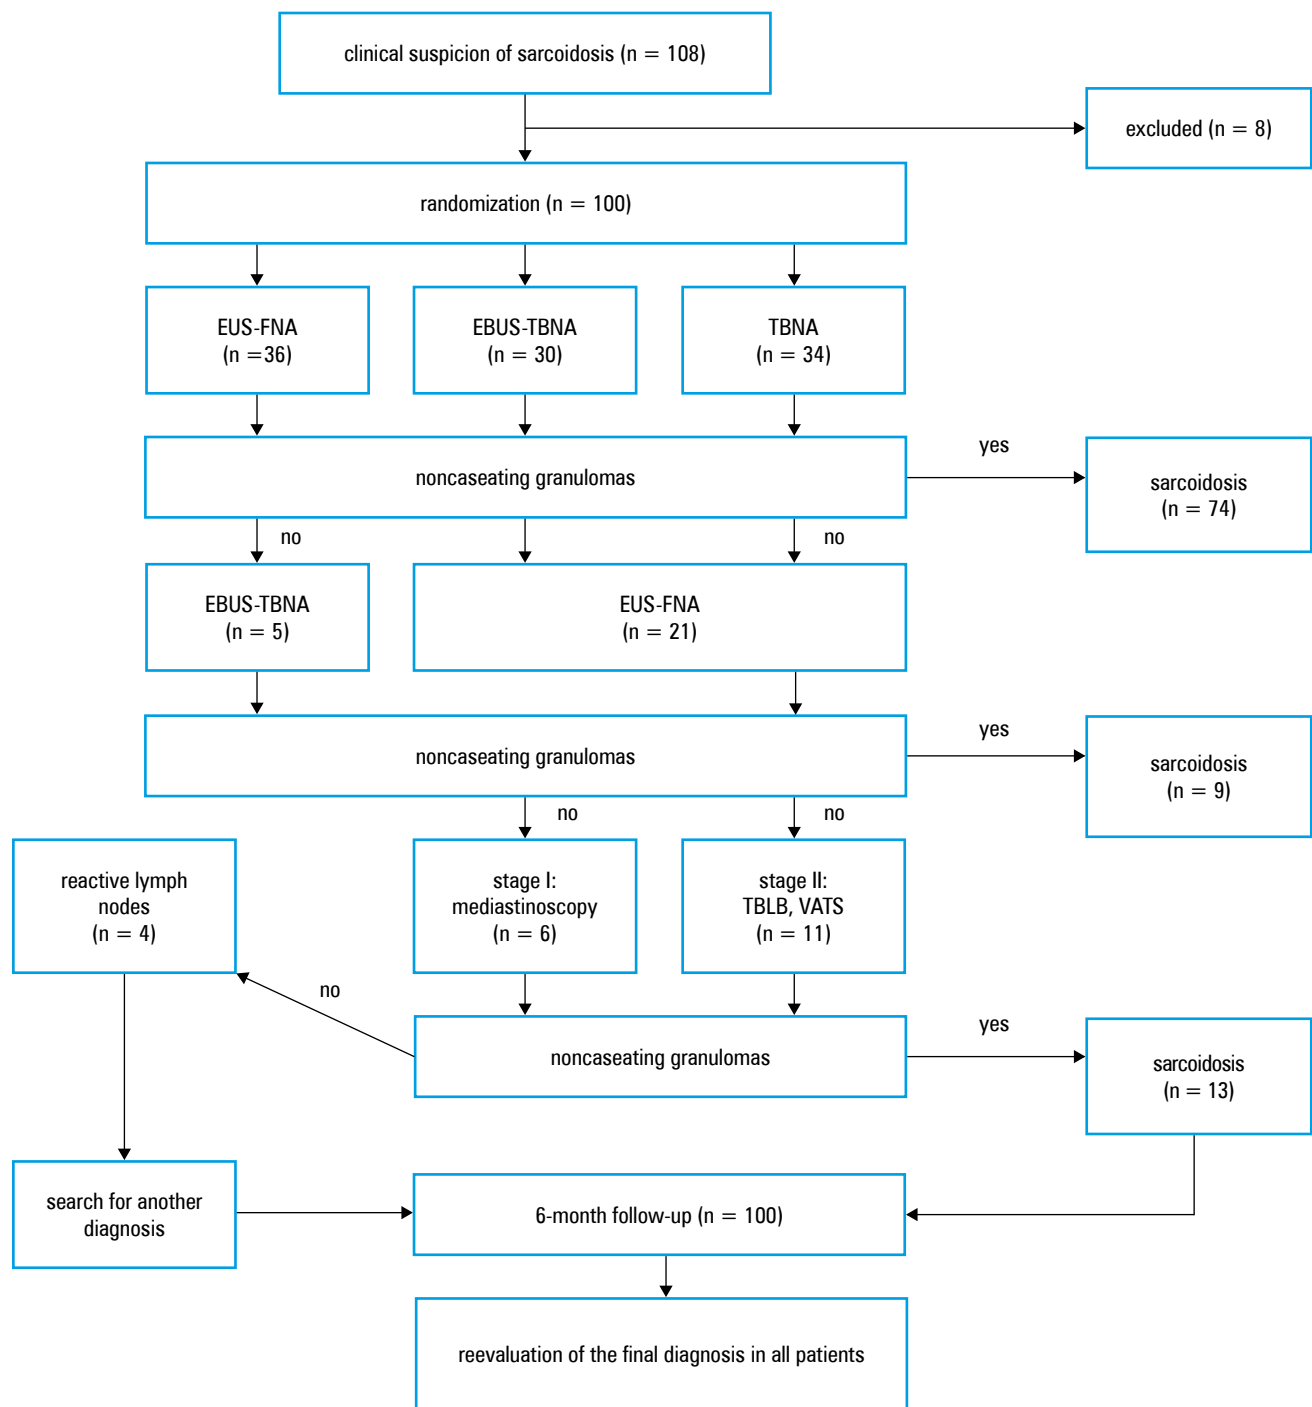 clinical suspicion of sarcoidosis (n = 108)
excluded (n = 8)
randomization (n = 100)
EUS-FNA
(n =36)
EBUS-TBNA
(n = 30)
TBNA
(n = 34)
noncaseating granulomas
yes
sarcoidosis
(n = 74)
no
no
EBUS-TBNA
(n = 5)
EUS-FNA
(n = 21)
noncaseating granulomas
yes
sarcoidosis
(n = 9)
no
no
reactive lymph
nodes
(n = 4)
stage I:
mediastinoscopy
(n = 6)
stage II:
TBLB, VATS
(n = 11)
no
noncaseating granulomas
yes
sarcoidosis
(n = 13)
search for another
diagnosis
6-month follow-up (n = 100)
reevaluation of the final diagnosis in all patients